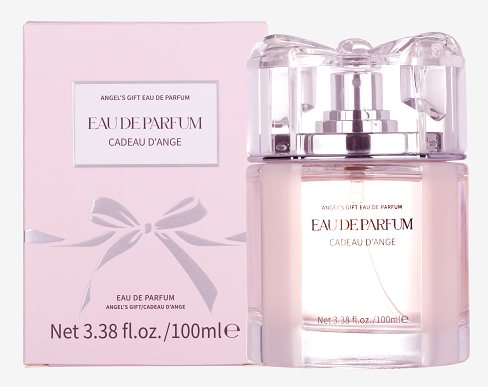 ANGEL'S GIFT EAU DE PARFUM
EAU DE PARFUM
CADEAU D'ANGE
EAU DE PARFUM
ANGEL'S GIFT/CADEAU D'ANGE
Net 3.38 fl.oz./100ml℮
ANGEL'S GIFT EAU DE PARFUM
EAU DE PARFUM
CADEAU D'ANGE
Net 3.38 fl.oz./100ml℮